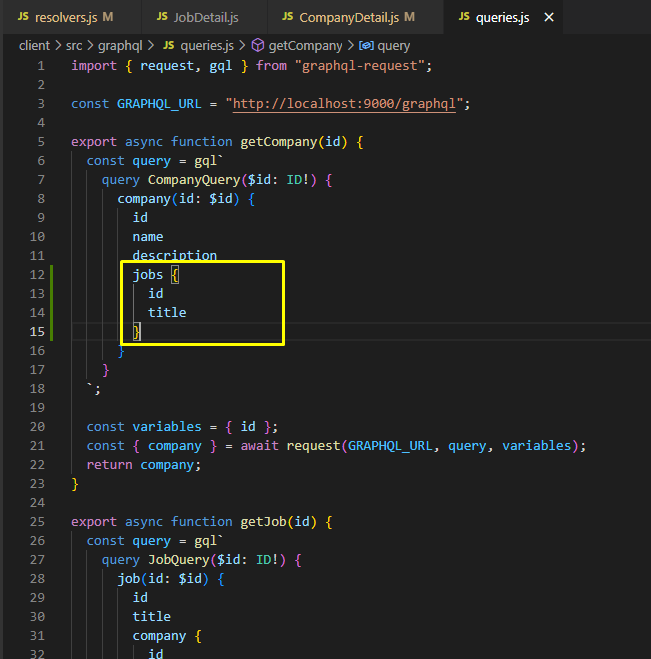 JS resolvers.js M JS JobDetail.js JS CompanyDetail.js M JS queries.js ×
client > src > graphql > JS queries.js > getCompany > query
1 import { request, gql } from "graphql-request";
2
3 const GRAPHQL_URL = "http://localhost:9000/graphql";
4
5 export async function getCompany(id) {
6 const query = gql`
7 query CompanyQuery($id: ID!) {
8 company(id: $id) {
9 id
10 name
11 description
12 jobs {
13 id
14 title
15 }
16 }
17 }
18 `;
19
20 const variables = { id };
21 const { company } = await request(GRAPHQL_URL, query, variables);
22 return company;
23 }
24
25 export async function getJob(id) {
26 const query = gql`
27 query JobQuery($id: ID!) {
28 job(id: $id) {
29 id
30 title
31 company {
32 id